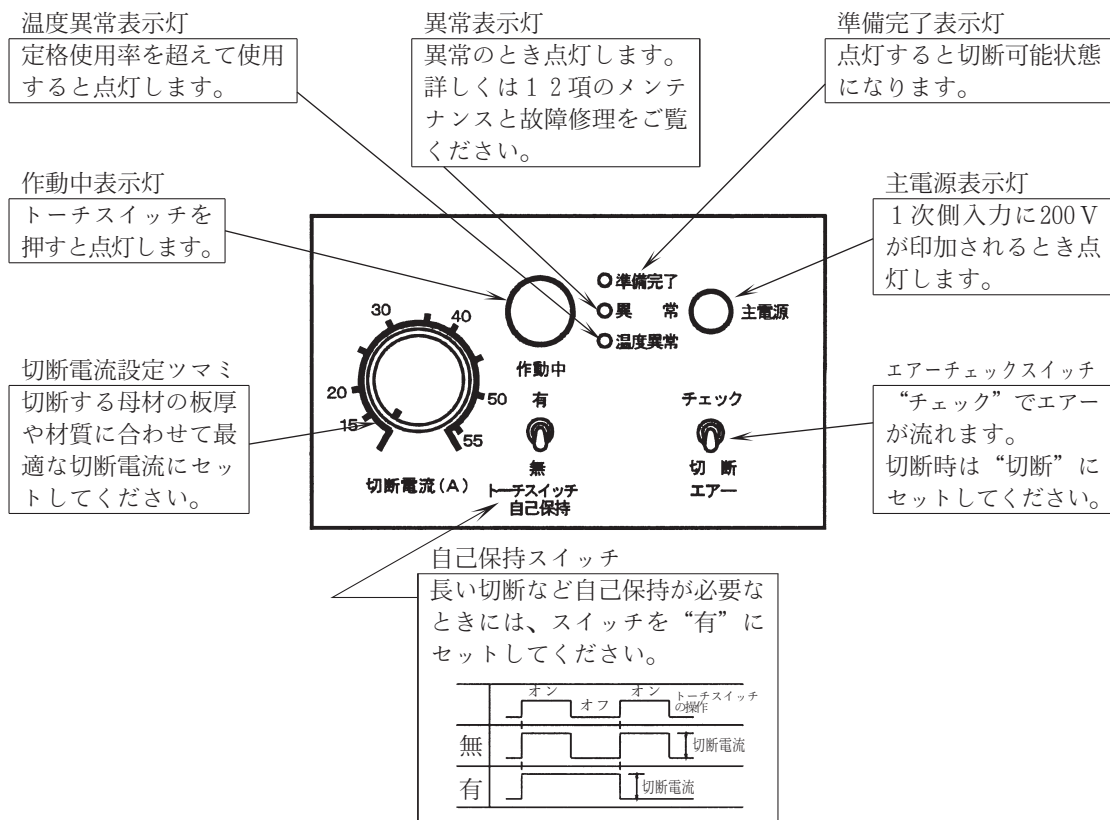 温度異常表示灯
定格使用率を超えて使用
すると点灯します。
異常表示灯
異常のとき点灯します。
詳しくは１２項のメンテ
ナンスと故障修理をご覧
ください。
準備完了表示灯
点灯すると切断可能状態
になります。
作動中表示灯
トーチスイッチを
押すと点灯します。
主電源表示灯
１次側入力に200Ｖ
が印加されるとき点
灯します。
切断電流設定ツマミ
切断する母材の板厚
や材質に合わせて最
適な切断電流にセッ
トしてください。
15
20
30
40
50
55
切断電流(A)
作動中
準備完了
異　常
温度異常
主電源
有
無
トーチスイッチ
自己保持
チェック
切　断
エアー
エアーチェックスイッチ
“チェック”でエアー
が流れます。
切断時は“切断”に
セットしてください。
自己保持スイッチ
長い切断など自己保持が必要な
ときには、スイッチを“有”に
セットしてください。
オン
オフ
オン
トーチスイッチ
の操作
無
切断電流
有
切断電流